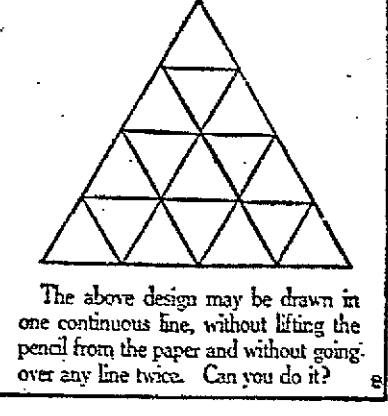 The above design may be drawn in
one continuous line, without lifting the
pencil from the paper and without going
over any line twice. Can you do it?
8